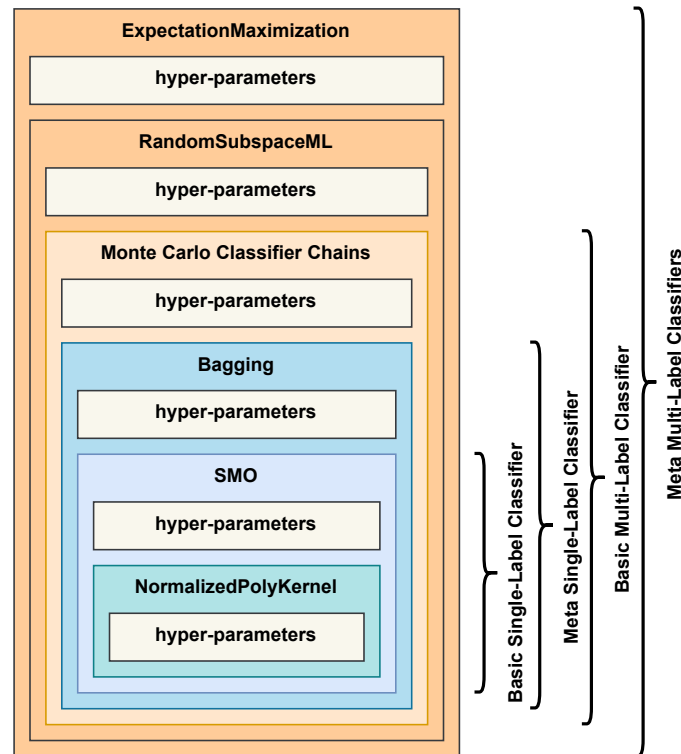 ExpectationMaximization
hyper-parameters
RandomSubspaceML
hyper-parameters
Monte Carlo Classifier Chains
hyper-parameters
Bagging
hyper-parameters
SMO
hyper-parameters
NormalizedPolyKernel
hyper-parameters
Basic Single-Label Classifier
Meta Single-Label Classifier
Basic Multi-Label Classifier
Meta Multi-Label Classifiers